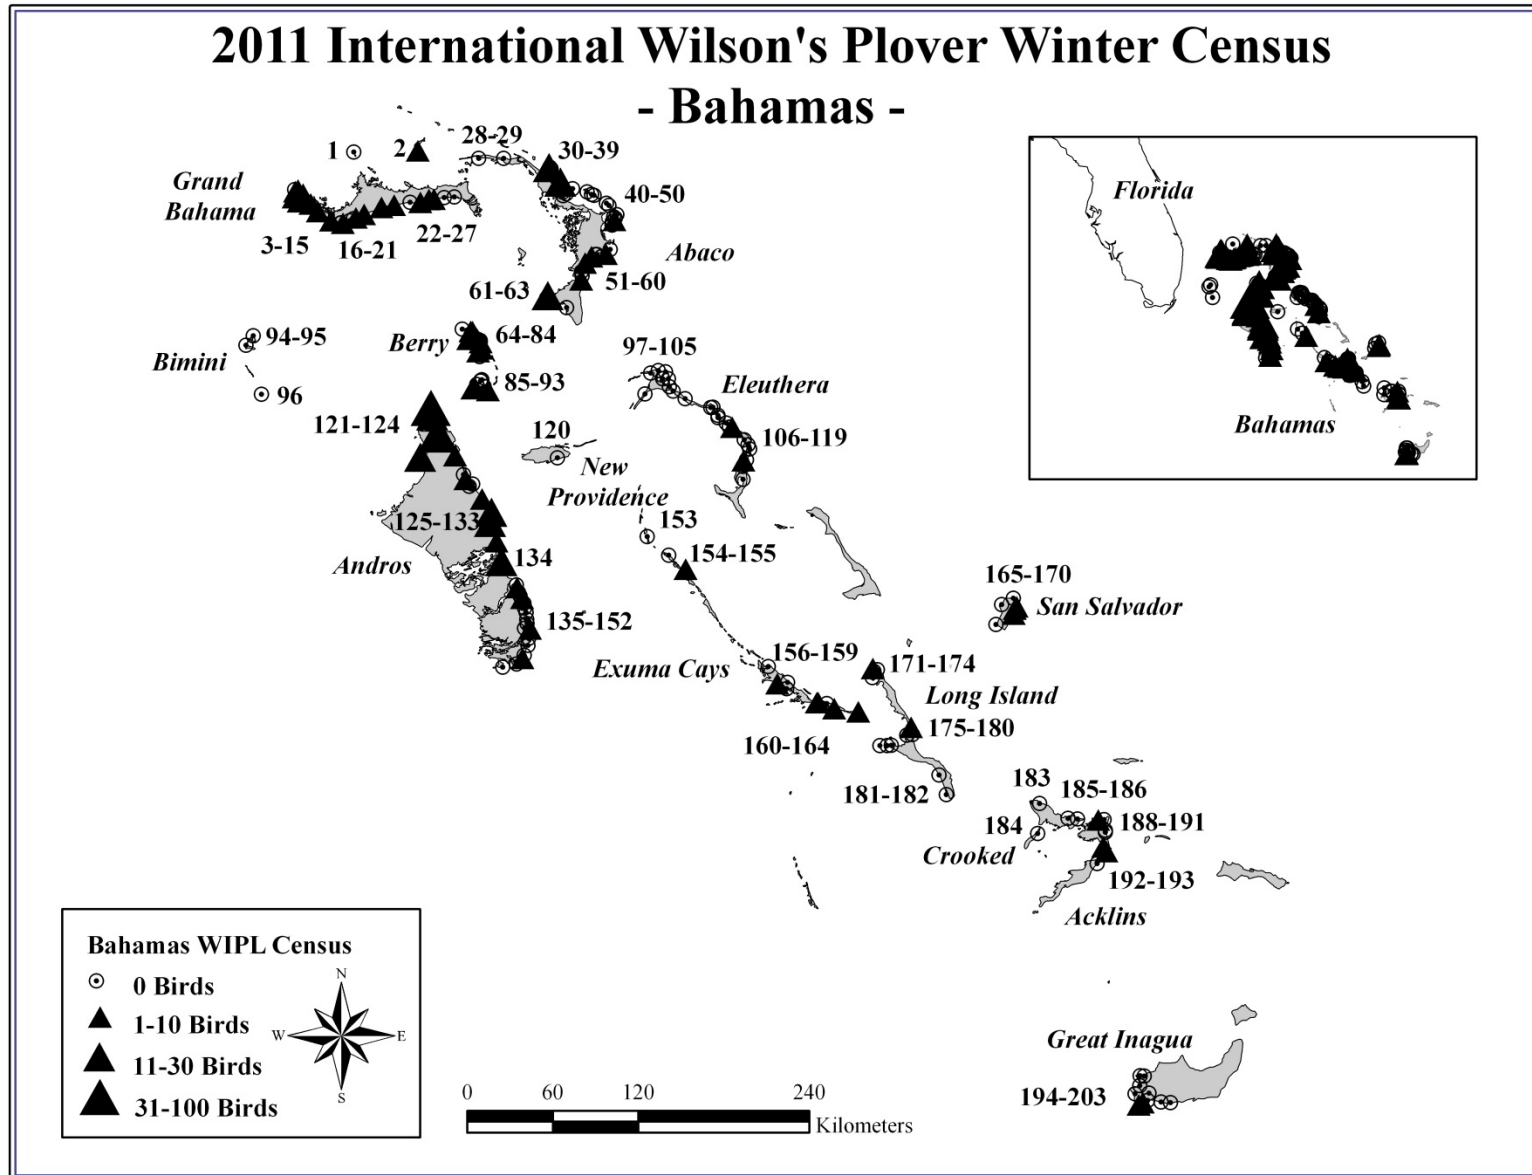 2011 International Wilson's Plover Winter Census
- Bahamas -
1
2
28-29
30-39
Grand
Bahama
40-50
3-15
16-21
22-27
Abaco
61-63
51-60
94-95
Bimini
96
Berry
64-84
85-93
97-105
Eleuthera
121-124
120
New
Providence
106-119
125-133
153
154-155
Andros
134
135-152
165-170
San Salvador
Exuma Cays
156-159
171-174
Long Island
160-164
175-180
181-182
183
185-186
184
188-191
Crooked
192-193
Acklins
Great Inagua
194-203
Florida
Bahamas
Bahamas WIPL Census
0 Birds
1-10 Birds
11-30 Birds
31-100 Birds
N
W
E
S
0 60 120 240
Kilometers